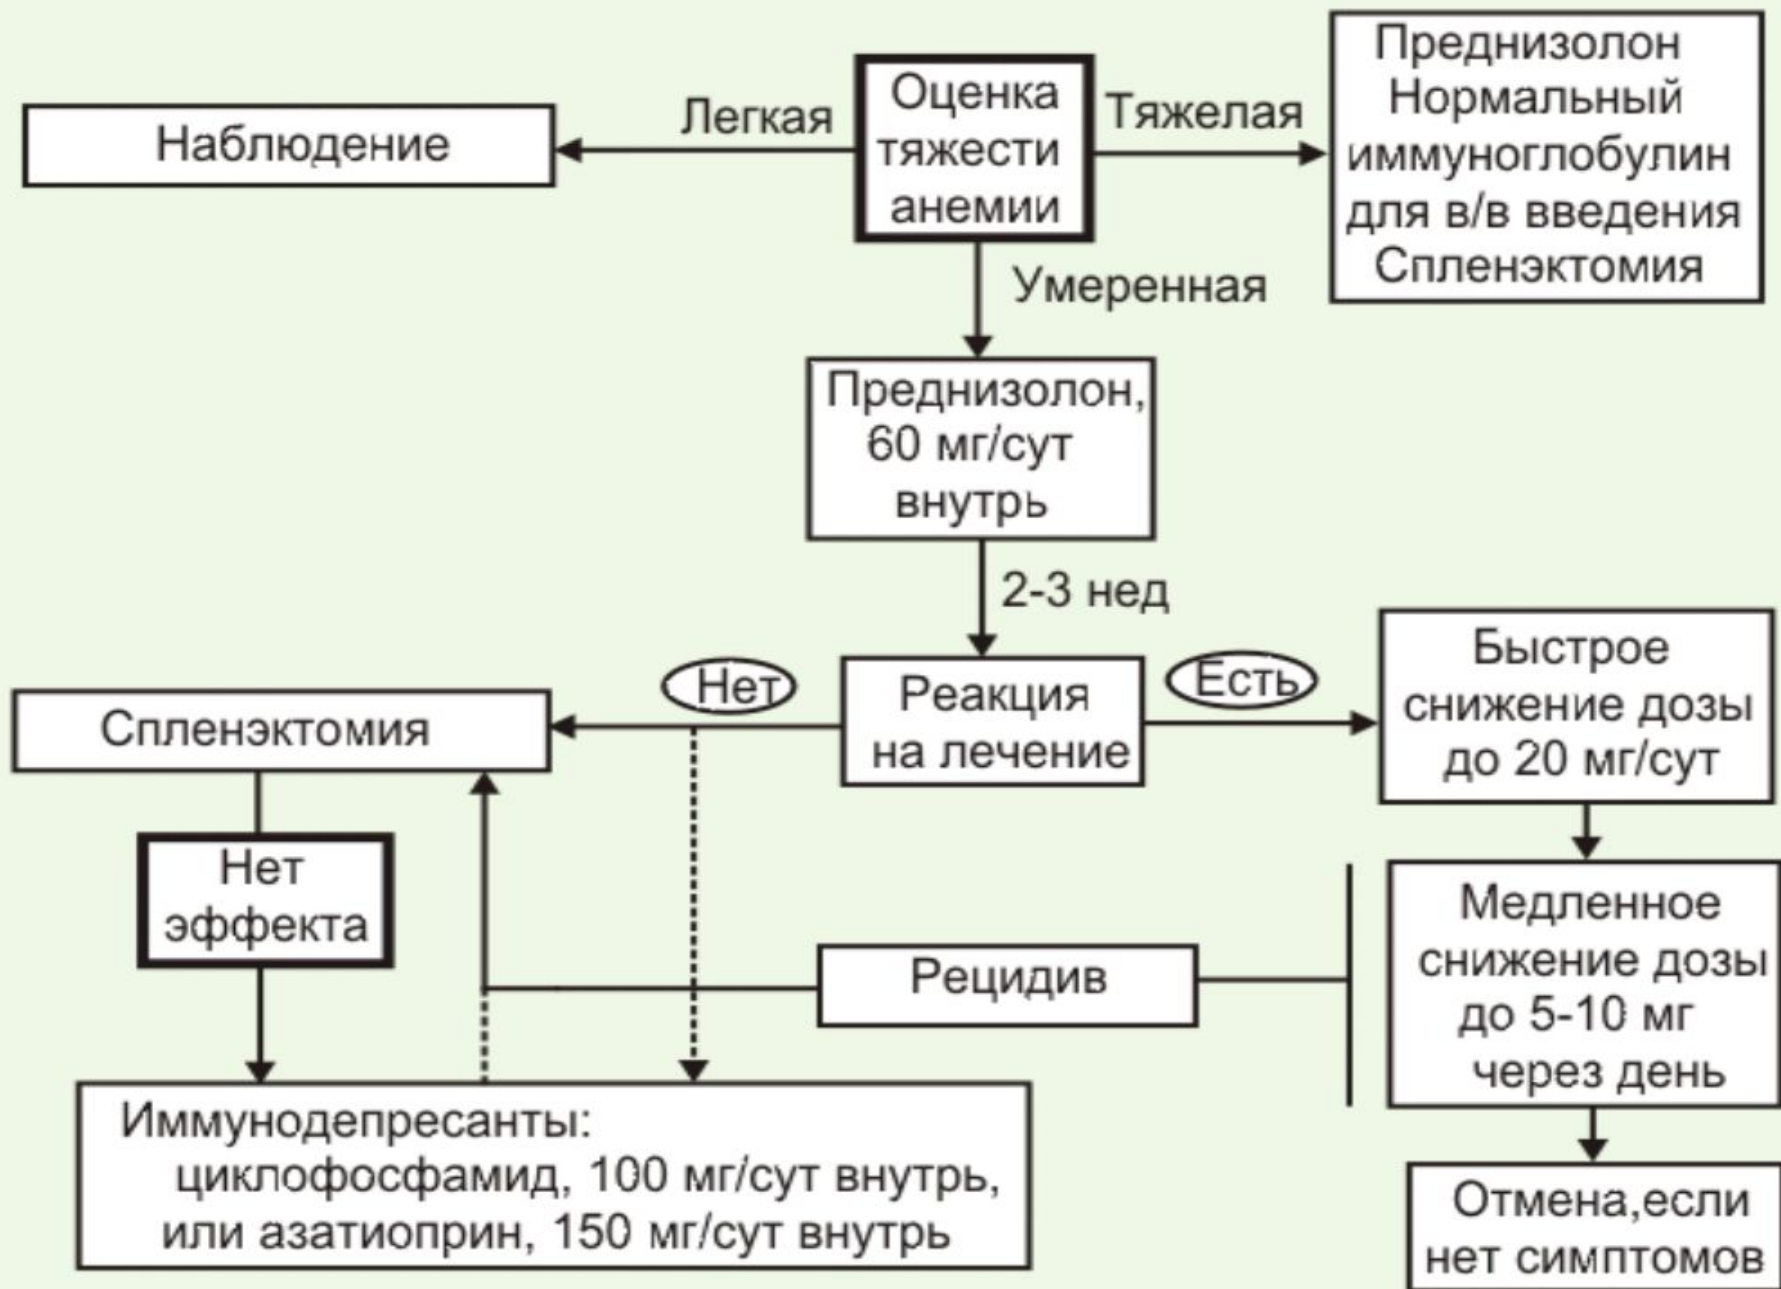 Оценка
тяжести
анемии
Легкая
Наблюдение
Тяжелая
Преднизолон
Нормальный
иммуноглобулин
для в/в введения
Спленэктомия
Умеренная
Преднизолон,
60 мг/сут
внутрь
2-3 нед
Реакция
на лечение
Нет
Есть
Спленэктомия
Быстрое
снижение дозы
до 20 мг/сут
Нет
эффекта
Рецидив
Медленное
снижение дозы
до 5-10 мг
через день
Иммунодепресанты:
циклофосфамид, 100 мг/сут внутрь,
или азатиоприн, 150 мг/сут внутрь
Отмена,если
нет симптомов